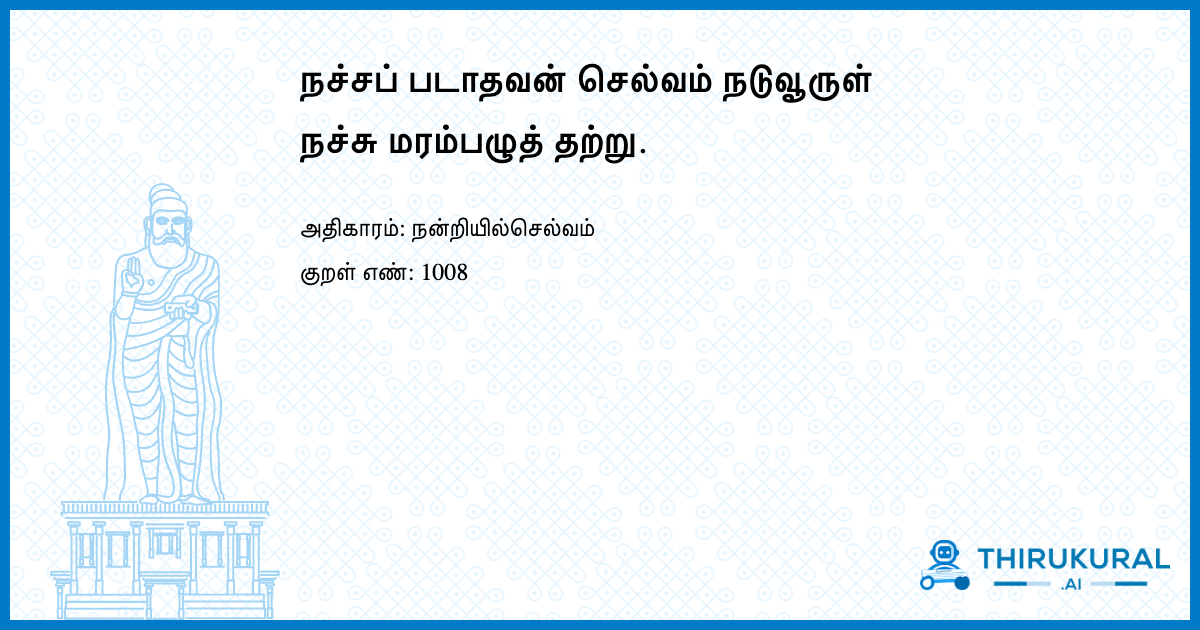 நச்சப் படாதவன் செல்வம் நடுவூருள்
நச்சு மரம்பழுத் தற்று.
அதிகாரம்: நன்றியில்செல்வம்
குறள் எண்: 1008
THIRUKURAL
.AI